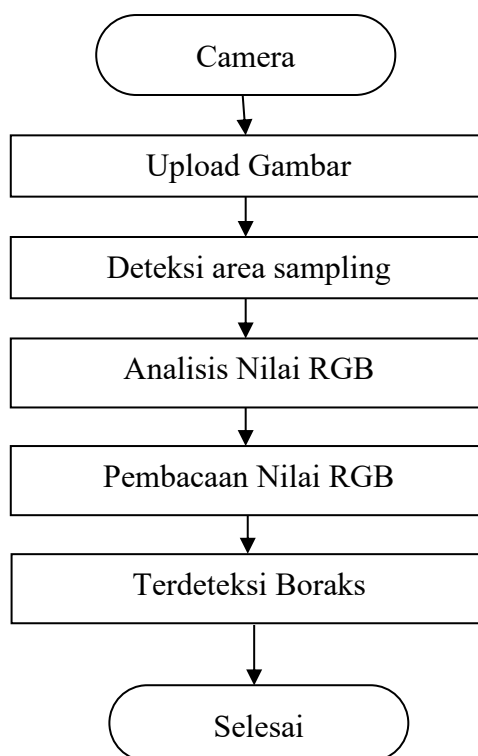 Camera
Upload Gambar
Deteksi area sampling
Analisis Nilai RGB
Pembacaan Nilai RGB
Terdeteksi Boraks
Selesai